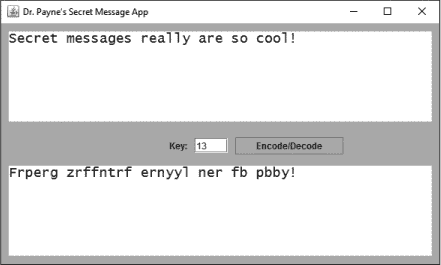 Dr. Payne's Secret Message App
Secret messages really are so cool!
Key: 13 Encode/Decode
Frperg zrffntrf ernyyl ner fb pbby!